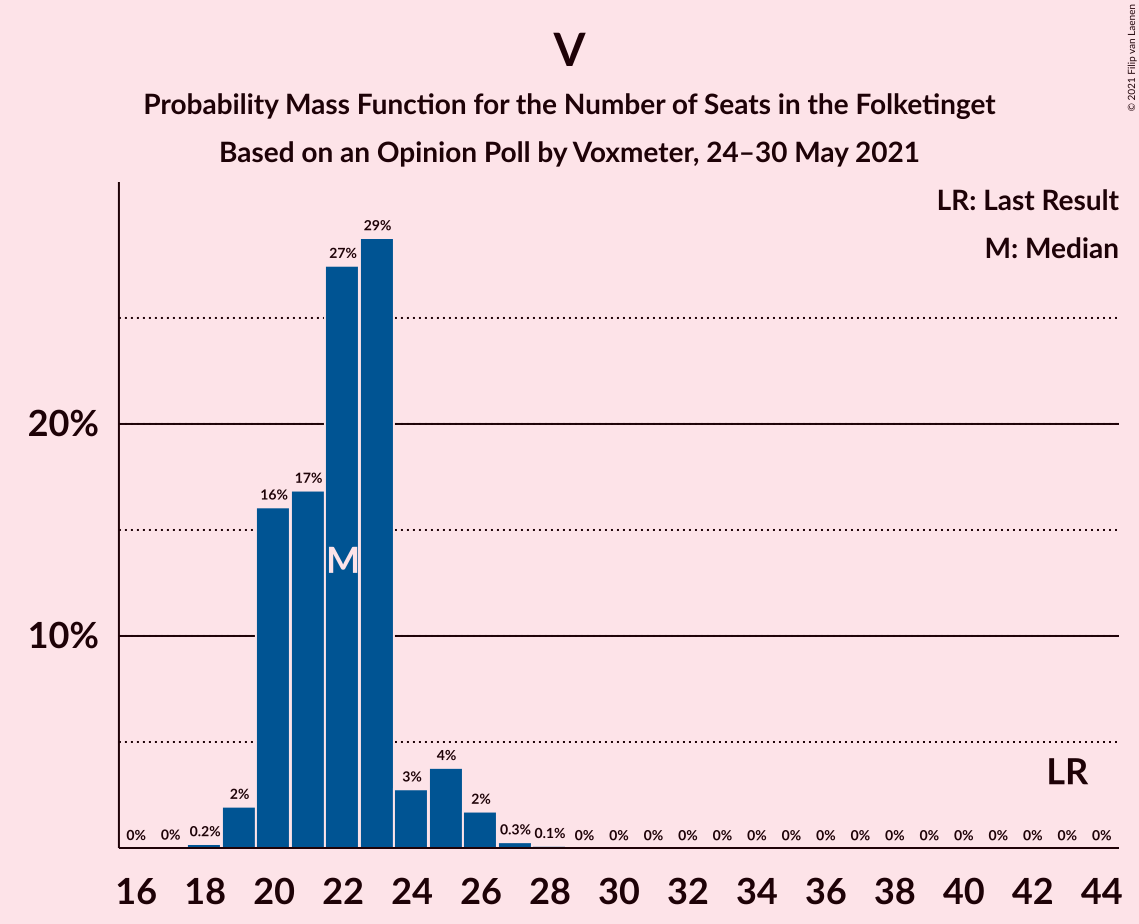 V
Probability Mass Function for the Number of Seats in the Folketinget
Based on an Opinion Poll by Voxmeter, 24–30 May 2021
© 2021 Filip van Laenen
LR: Last Result
M: Median
29%
27%
20%
17%
16%
M
10%
4%
LR
3%
2% 2%
0% 0% 0.2% 0.3% 0.1% 0% 0% 0% 0% 0% 0% 0% 0% 0% 0% 0% 0% 0% 0% 0% 0%
16 18 20 22 24 26 28 30 32 34 36 38 40 42 44